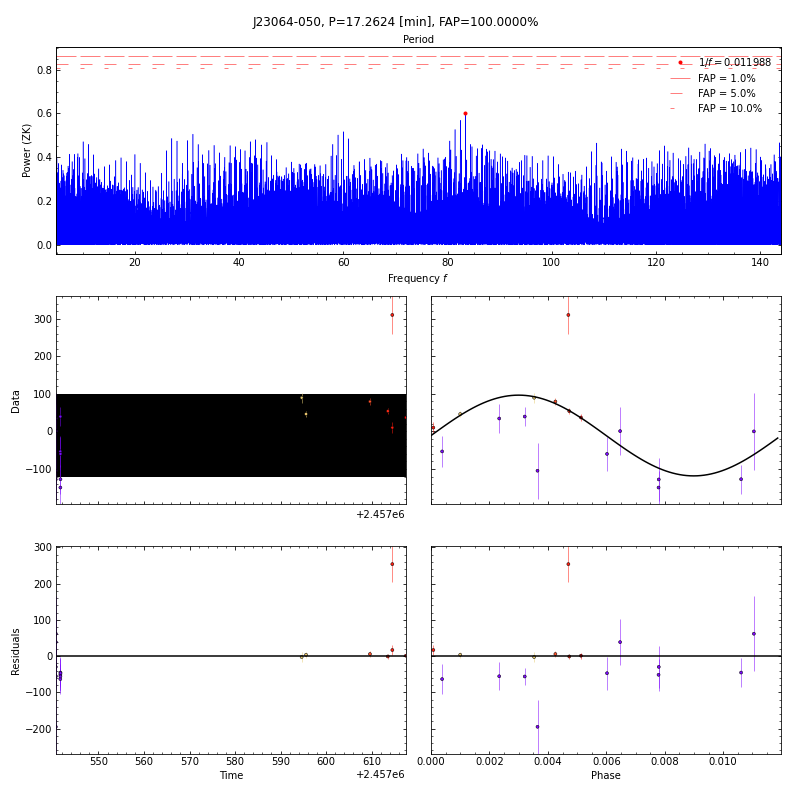 J23064-050, P=17.2624 [min], FAP=100.0000%
Period
Power (ZK)
0.8
0.6
0.4
0.2
0.0
1/f = 0.011988
FAP = 1.0%
FAP = 5.0%
FAP = 10.0%
20 40 60 80 100 120 140
Frequency f
Data
300
200
100
0
−100
+2.457e6
Residuals
300
200
100
0
−100
−200
550 560 570 580 590 600 610
Time
+2.457e6
0.000 0.002 0.004 0.006 0.008 0.010
Phase